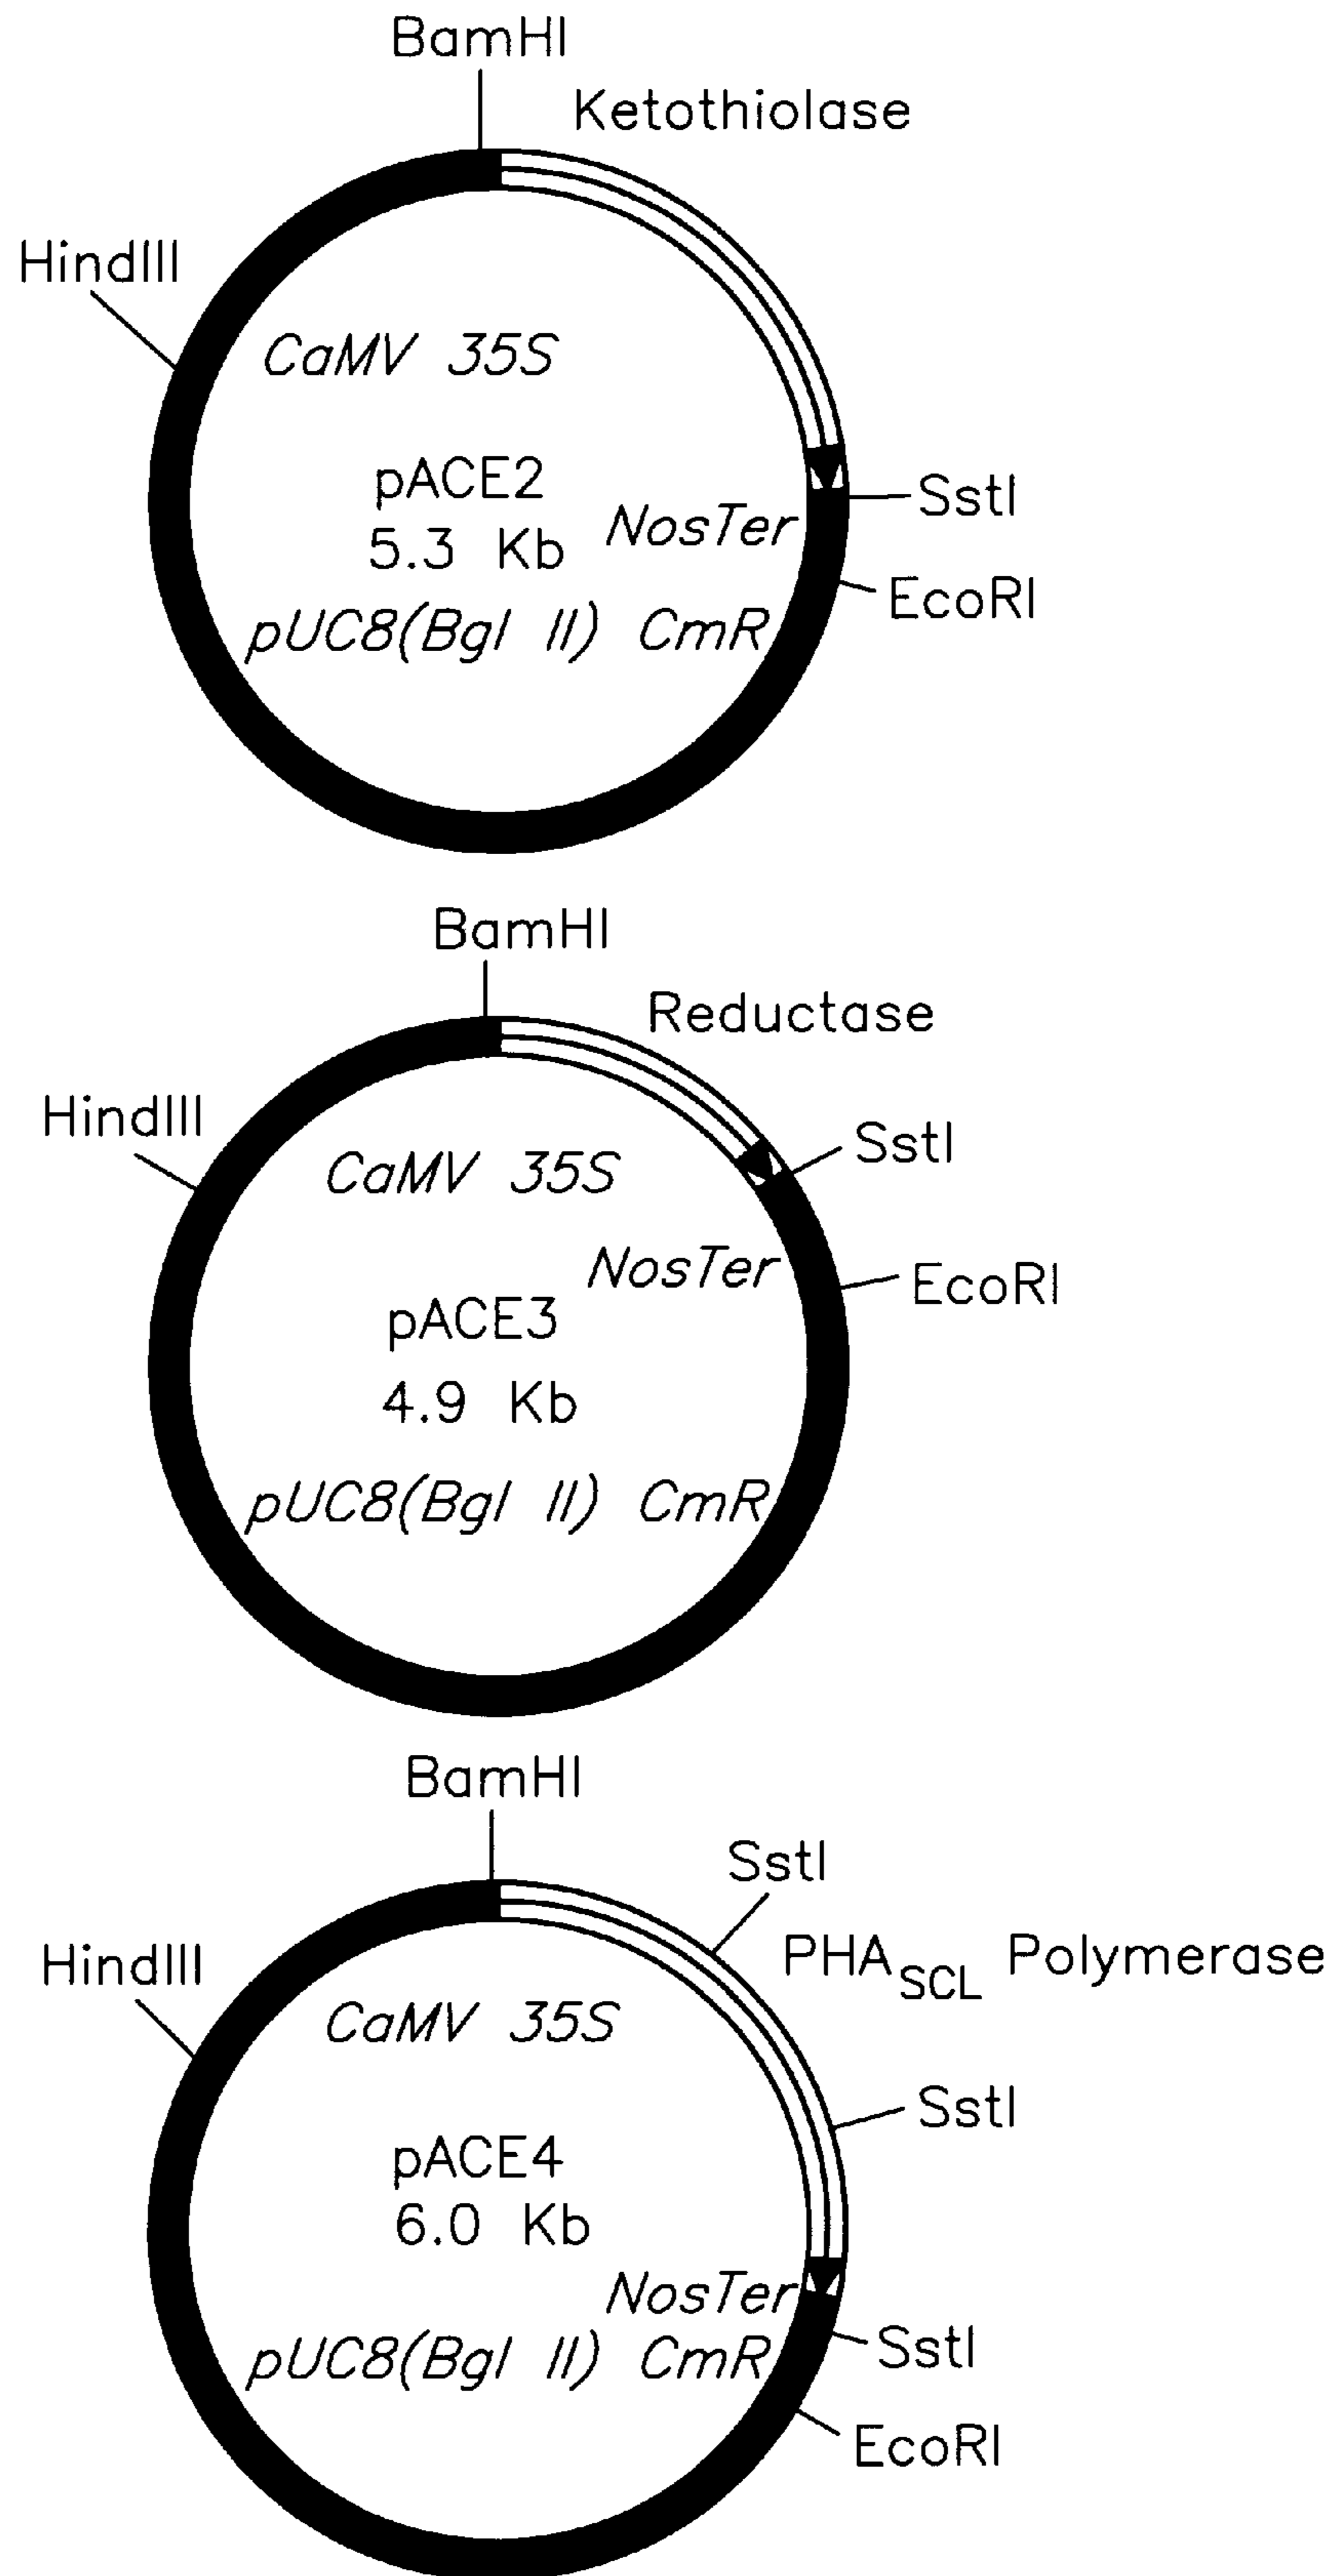 BamHI
Ketothiolase
HindIII
CaMV 35S
pACE2
SstI
NosTer
5.3 Kb
EcoRI
pUC8(Bgl II) CmR
BamHI
Reductase
HindIII
SstI
CaMV 35S
NosTer
EcoRI
pACE3
4.9 Kb
pUC8(Bgl II) CmR
BamHI
SstI
PHASCL Polymerase
HindIII
CaMV 35S
SstI
pACE4
6.0 Kb
NosTer
SstI
pUC8(Bgl II) CmR
EcoRI